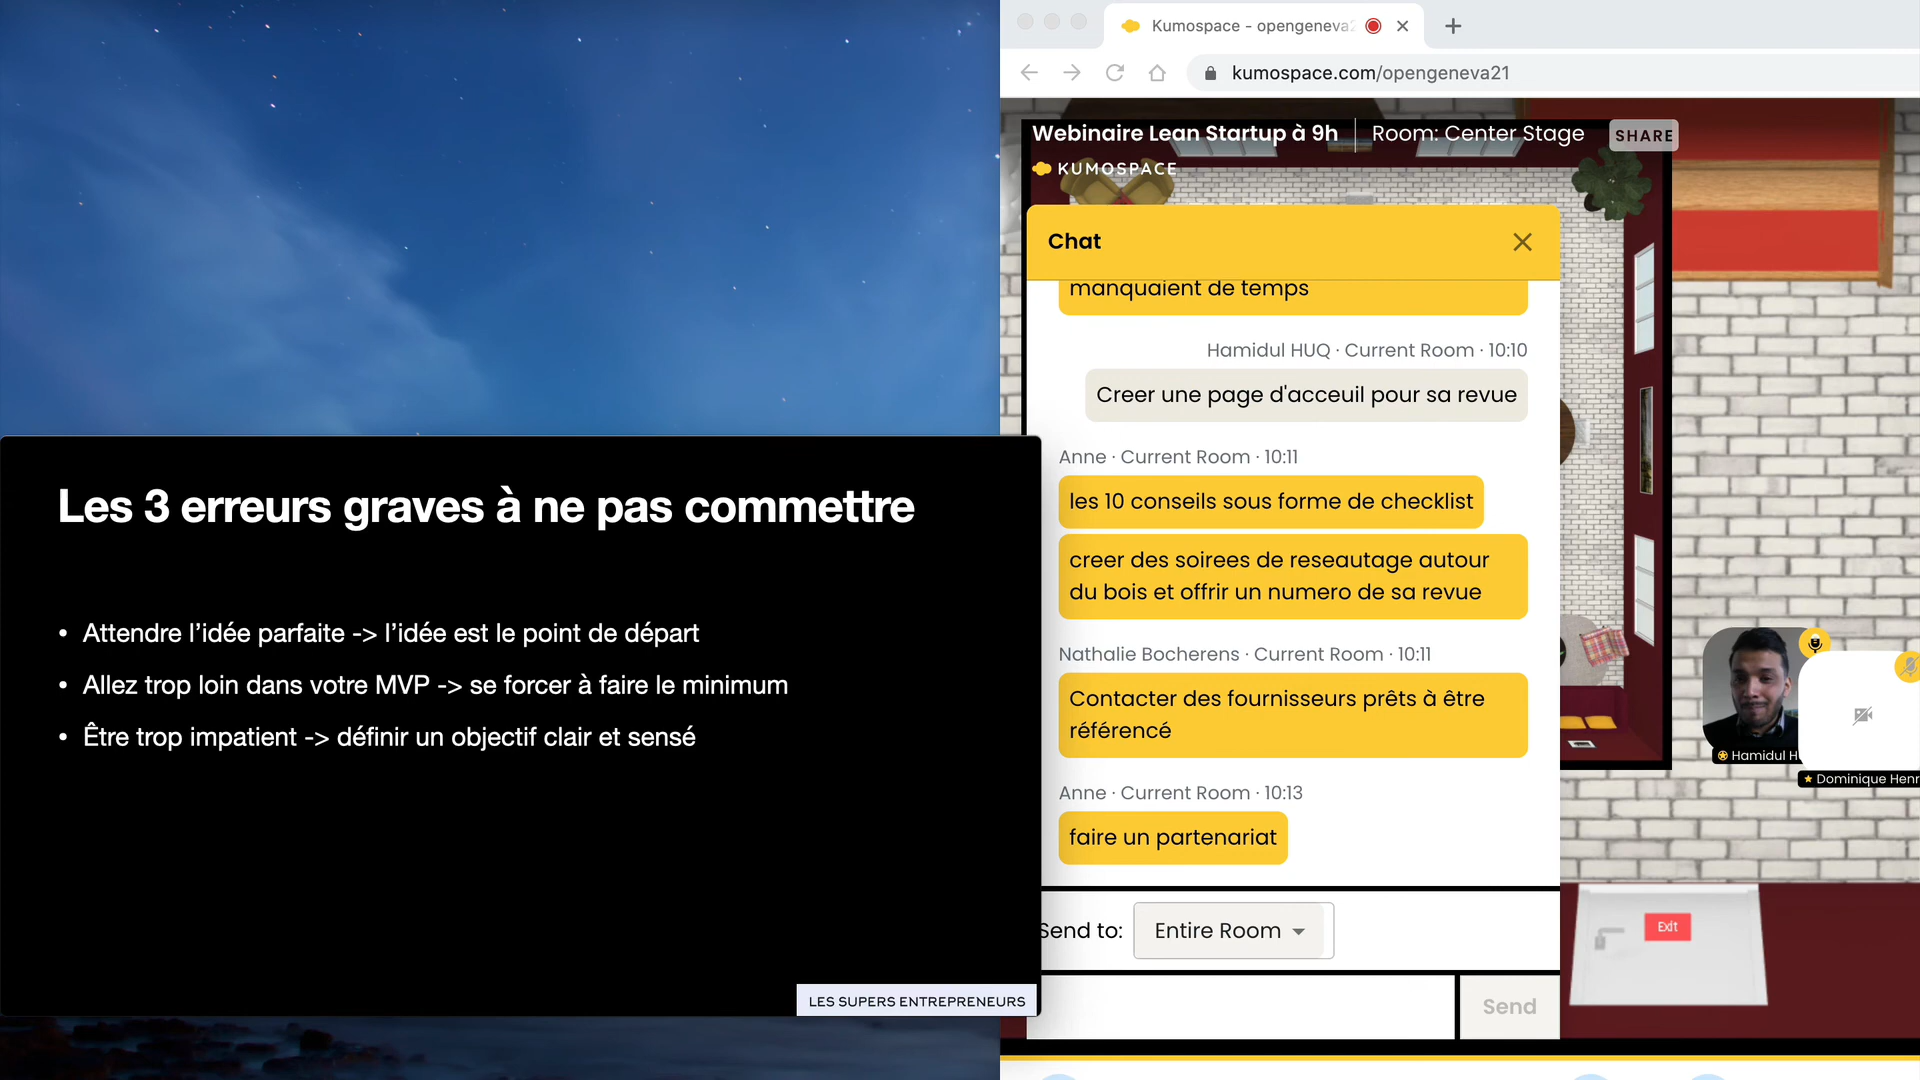 Kumospace - opengeneva
kumospace.com/opengeneva21
Webinaire Lean Startup à 9h
Room: Center Stage
SHARE
KUMOSPACE
Chat
manquaient de temps
Hamidul HUQ · Current Room · 10:10
Creer une page d'acceuil pour sa revue
Anne · Current Room · 10:11
les 10 conseils sous forme de checklist
creer des soirees de reseautage autour
du bois et offrir un numero de sa revue
Nathalie Bocherens · Current Room · 10:11
Contacter des fournisseurs prêts à être
référencé
Anne · Current Room · 10:13
faire un partenariat
Send to:
Entire Room
Send
Les 3 erreurs graves à ne pas commettre
• Attendre l’idée parfaite -> l’idée est le point de départ
• Allez trop loin dans votre MVP -> se forcer à faire le minimum
• Être trop impatient -> définir un objectif clair et sensé
LES SUPERS ENTREPRENEURS
Hamidul H
Dominique Henr
Exit